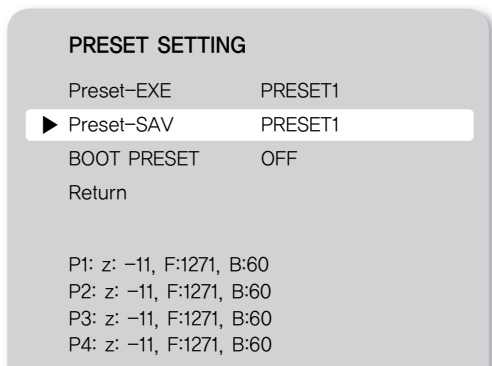 PRESET SETTING
Preset-EXE PRESET1
▶ Preset-SAV PRESET1
BOOT PRESET OFF
Return
P1: z: -11, F:1271, B:60
P2: z: -11, F:1271, B:60
P3: z: -11, F:1271, B:60
P4: z: -11, F:1271, B:60